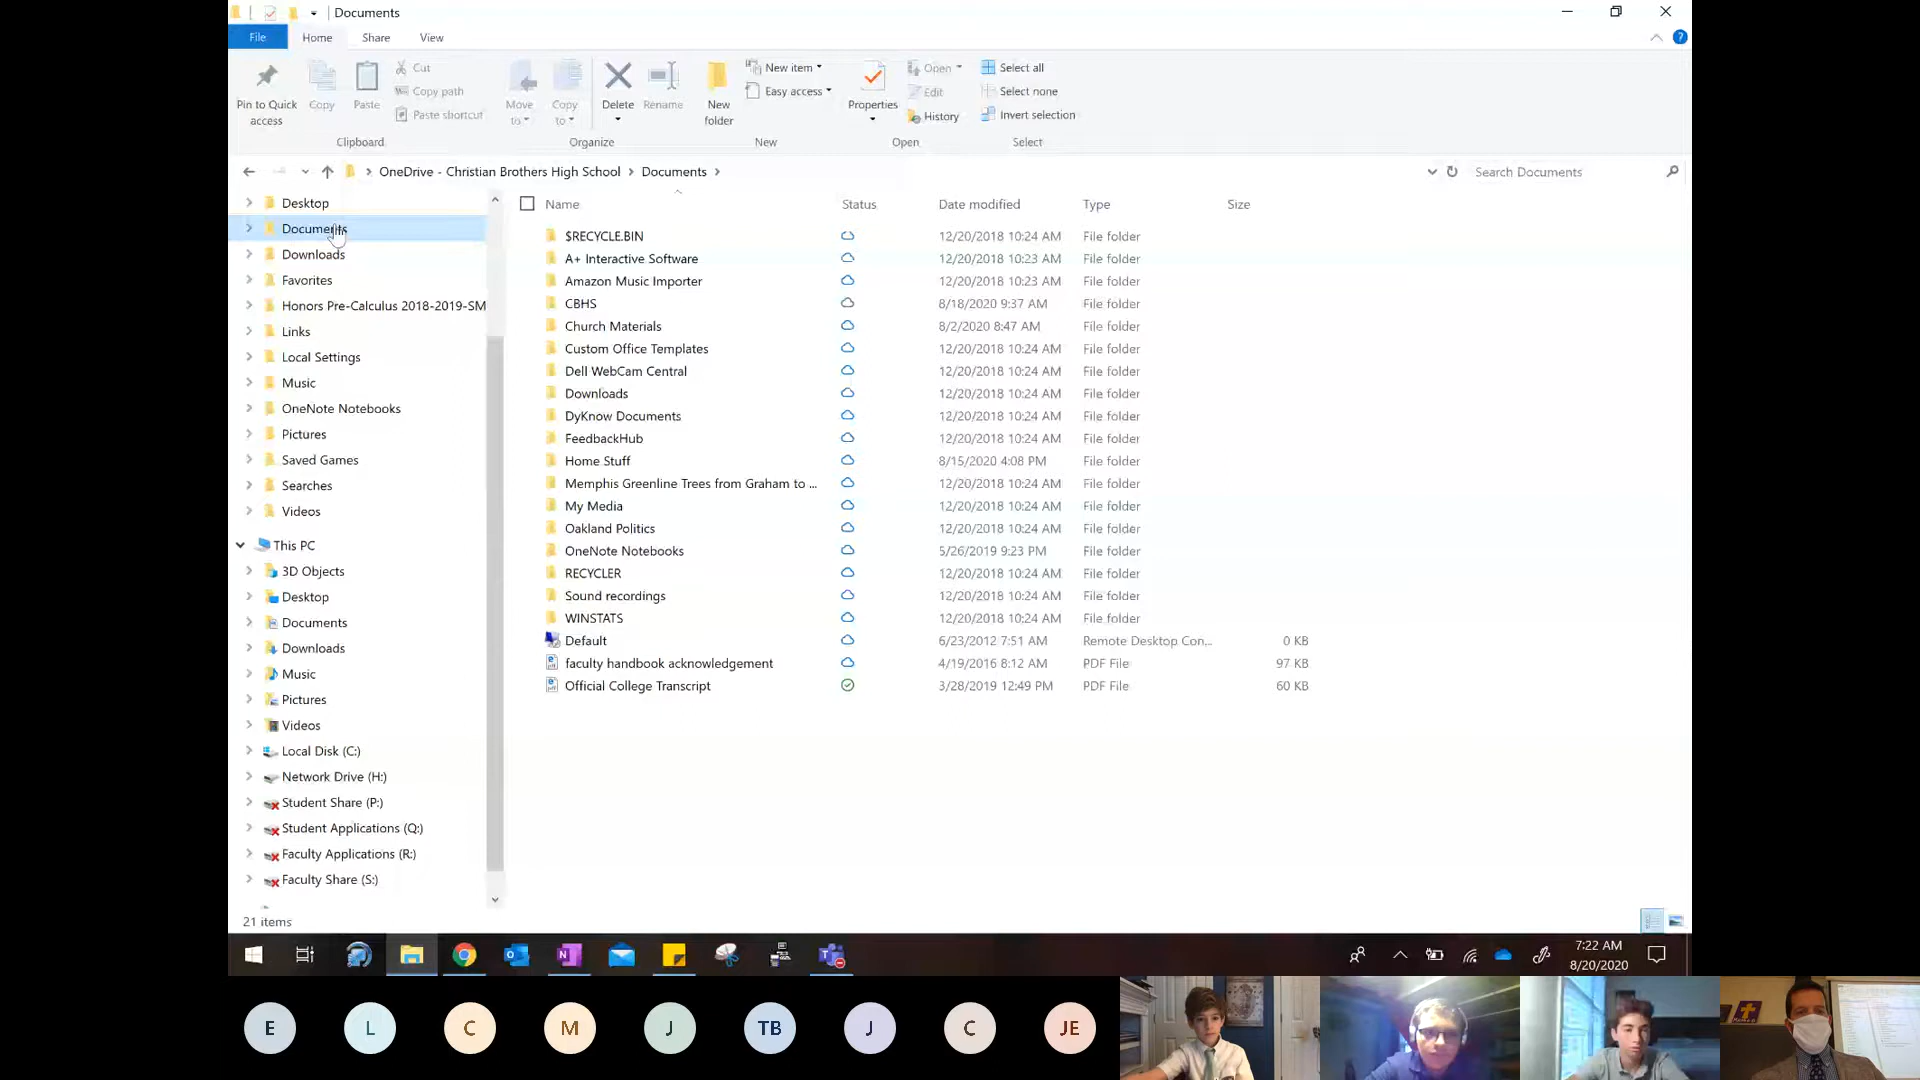 Documents
File Home Share View
Pin to Quick access
Copy
Paste
Cut
Copy path
Paste shortcut
Clipboard
Move to
Copy to
Delete
Rename
Organize
New folder
New item
Easy access
New
Properties
Open
Edit
History
Open
Select all
Select none
Invert selection
Select
OneDrive - Christian Brothers High School > Documents >
Search Documents
Desktop
Documents
Downloads
Favorites
Honors Pre-Calculus 2018-2019-SM
Links
Local Settings
Music
OneNote Notebooks
Pictures
Saved Games
Searches
Videos
This PC
3D Objects
Desktop
Documents
Downloads
Music
Pictures
Videos
Local Disk (C:)
Network Drive (H:)
Student Share (P:)
Student Applications (Q:)
Faculty Applications (R:)
Faculty Share (S:)
Name Status Date modified Type Size
$RECYCLE.BIN 12/20/2018 10:24 AM File folder
A+ Interactive Software 12/20/2018 10:23 AM File folder
Amazon Music Importer 12/20/2018 10:23 AM File folder
CBHS 8/18/2020 9:37 AM File folder
Church Materials 8/2/2020 8:47 AM File folder
Custom Office Templates 12/20/2018 10:24 AM File folder
Dell WebCam Central 12/20/2018 10:24 AM File folder
Downloads 12/20/2018 10:24 AM File folder
DyKnow Documents 12/20/2018 10:24 AM File folder
FeedbackHub 12/20/2018 10:24 AM File folder
Home Stuff 8/15/2020 4:08 PM File folder
Memphis Greenline Trees from Graham to ... 12/20/2018 10:24 AM File folder
My Media 12/20/2018 10:24 AM File folder
Oakland Politics 12/20/2018 10:24 AM File folder
OneNote Notebooks 5/26/2019 9:23 PM File folder
RECYCLER 12/20/2018 10:24 AM File folder
Sound recordings 12/20/2018 10:24 AM File folder
WINSTATS 12/20/2018 10:24 AM File folder
Default 6/23/2012 7:51 AM Remote Desktop Con... 0 KB
faculty handbook acknowledgement 4/19/2016 8:12 AM PDF File 97 KB
Official College Transcript 3/28/2019 12:49 PM PDF File 60 KB
21 items
7:22 AM
8/20/2020
E L C M J TB J C JE